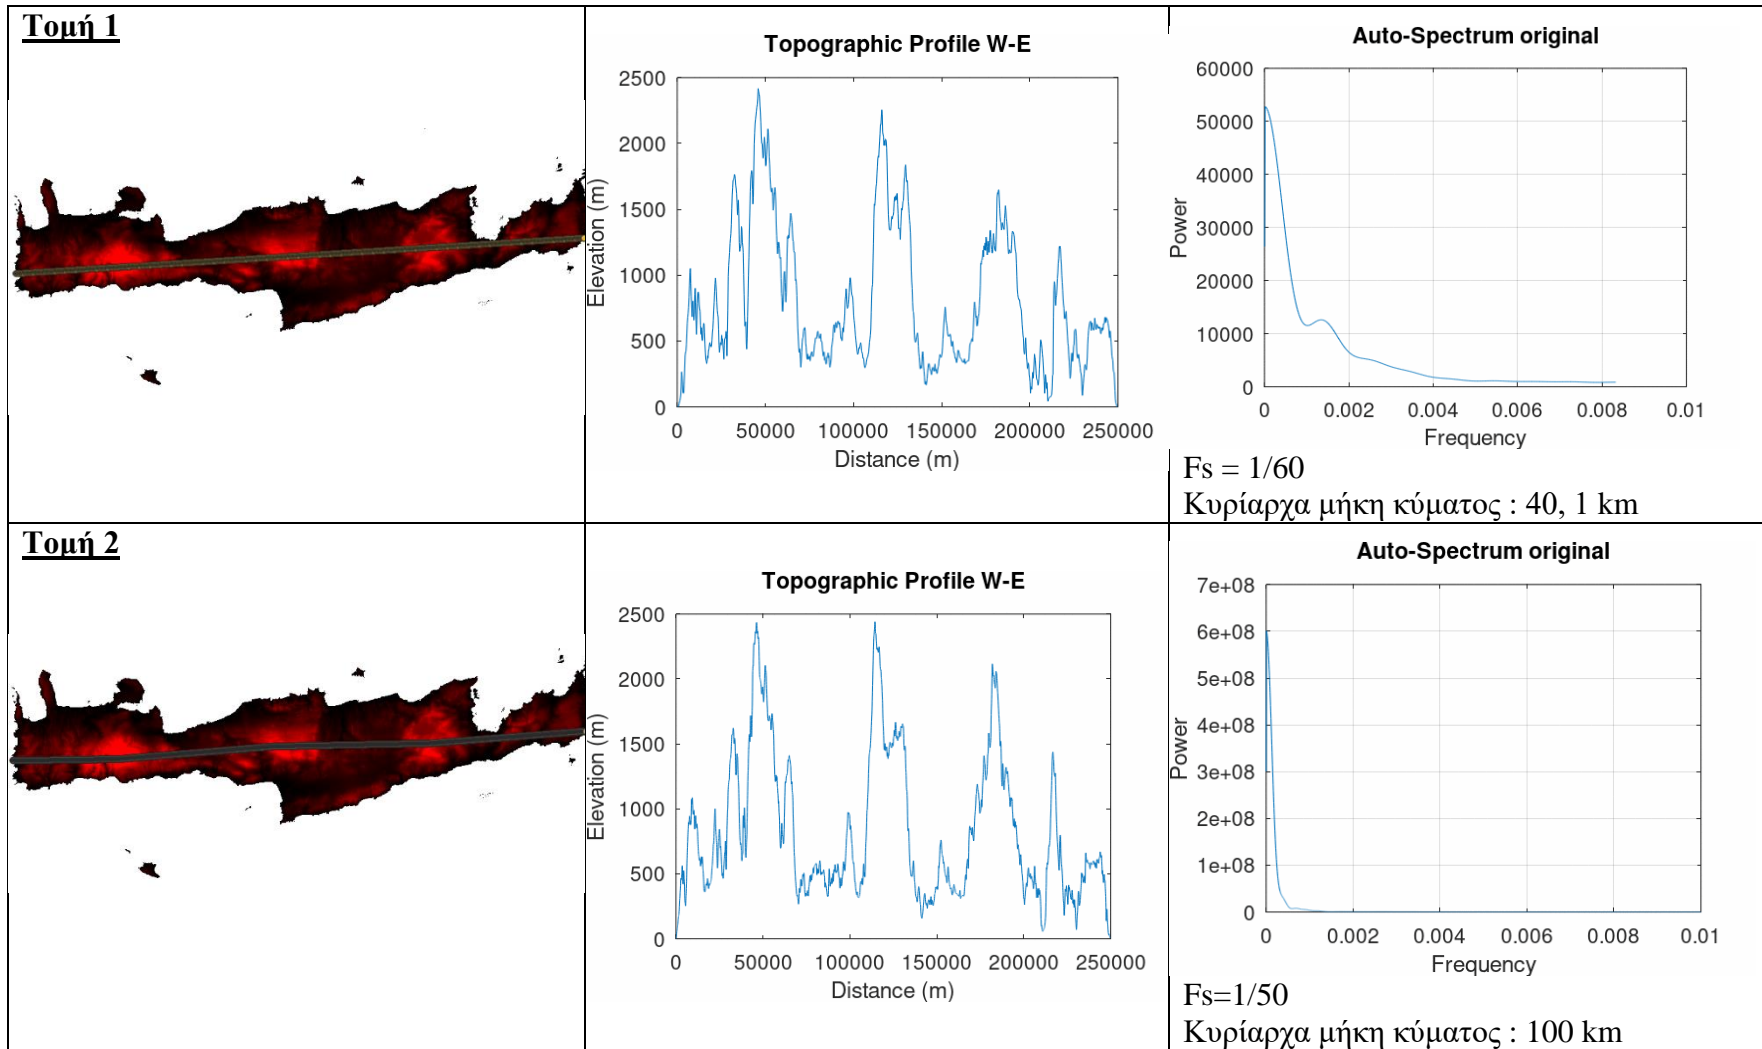 Τομή 1
Topographic Profile W-E
2500
2000
1500
1000
500
0
Elevation (m)
0 50000 100000 150000 200000 250000
Distance (m)
Auto-Spectrum original
60000
50000
40000
30000
20000
10000
0
Power
0 0.002 0.004 0.006 0.008 0.01
Frequency
Fs = 1/60
Κυρίαρχα μήκη κύματος : 40, 1 km
Τομή 2
Topographic Profile W-E
2500
2000
1500
1000
500
0
Elevation (m)
0 50000 100000 150000 200000 250000
Distance (m)
Auto-Spectrum original
7e+08
6e+08
5e+08
4e+08
3e+08
2e+08
1e+08
0
Power
0 0.002 0.004 0.006 0.008 0.01
Frequency
Fs=1/50
Κυρίαρχα μήκη κύματος : 100 km